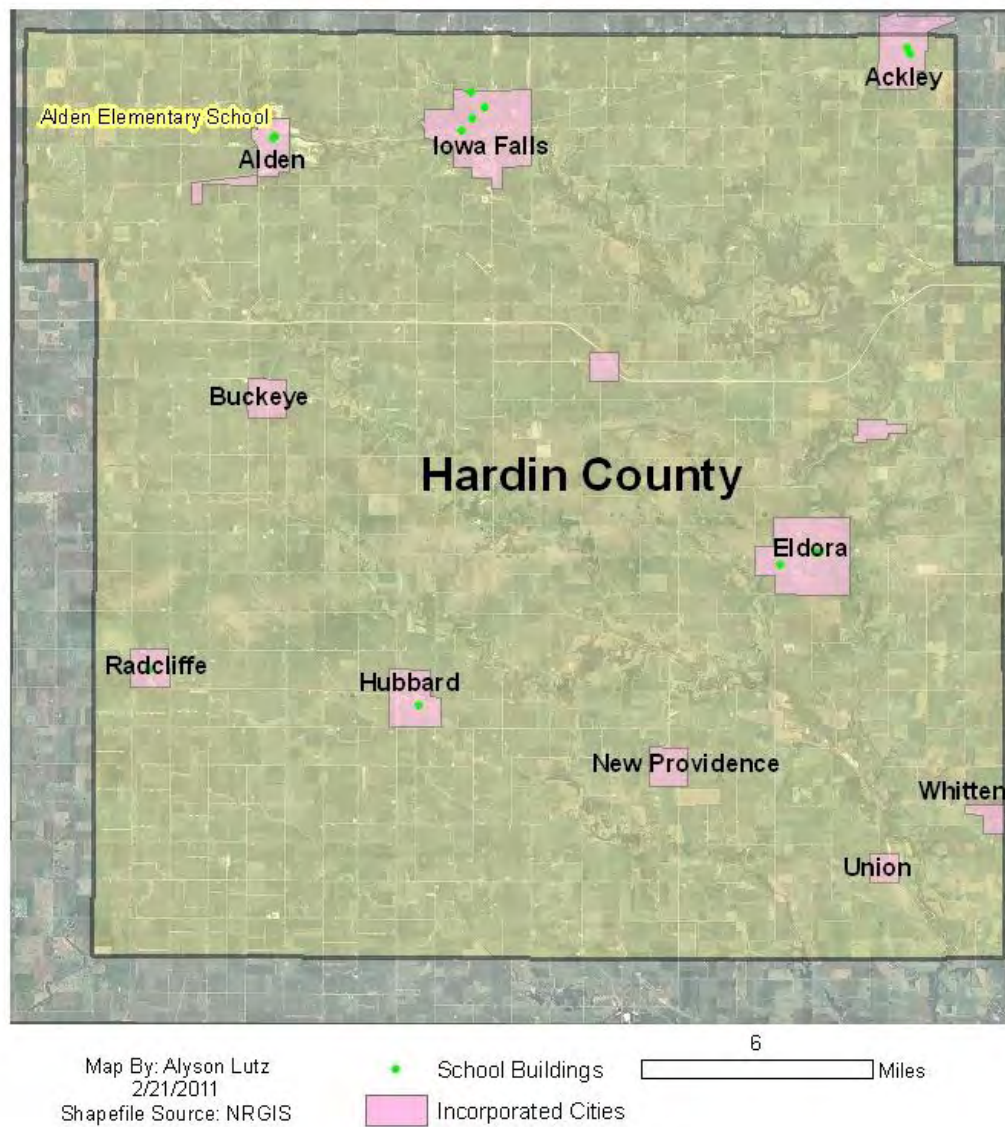 Ackley
Alden Elementary School
Iowa Falls
Alden
Buckeye
Hardin County
Eldora
Radcliffe
Hubbard
New Providence
Whitten
Union
Map By: Alyson Lutz
2/21/2011
Shapefile Source: NRGIS
School Buildings
Incorporated Cities
6
Miles